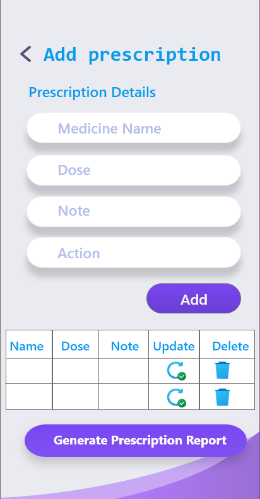 Add prescription
Prescription Details
Medicine Name
Dose
Note
Action
Add
Name Dose Note Update Delete
Generate Prescription Report